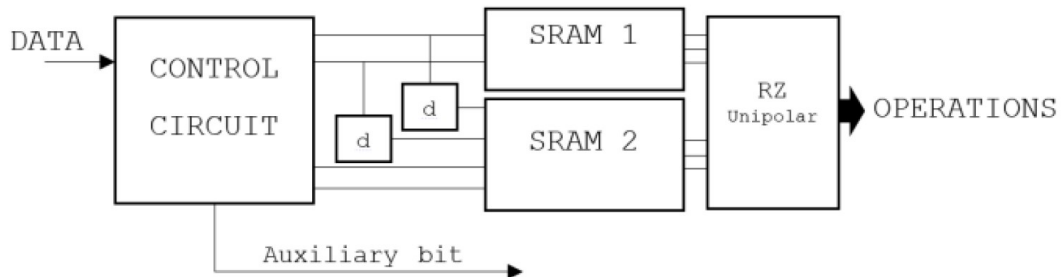 DATA
CONTROL
CIRCUIT
d
d
SRAM 1
SRAM 2
RZ
Unipolar
OPERATIONS
Auxiliary bit